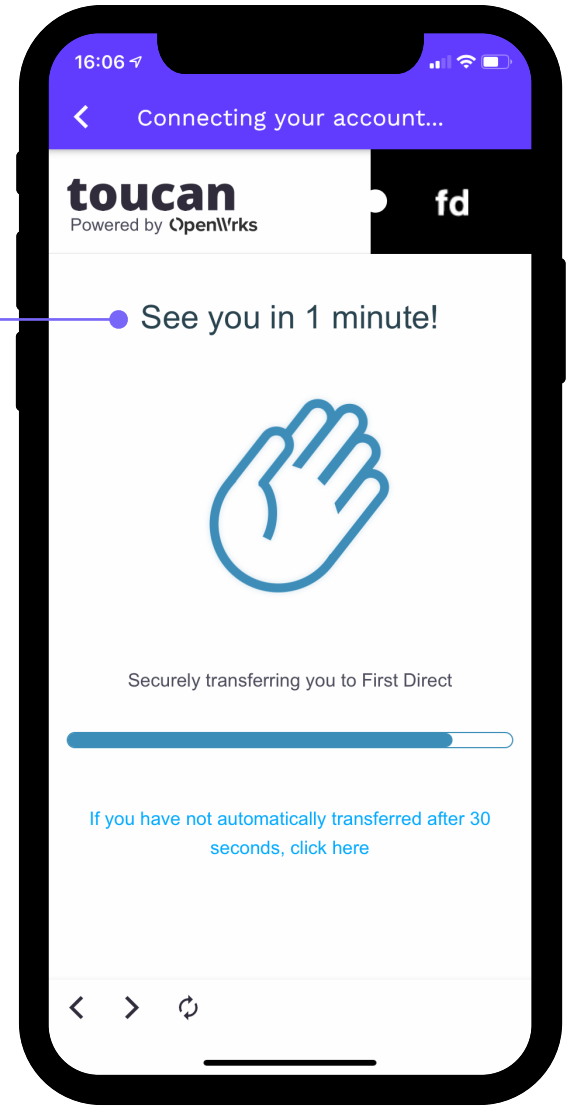 16:06
Connecting your account...
toucan
Powered by OpenWrks
fd
See you in 1 minute!
Securely transferring you to First Direct
If you have not automatically transferred after 30
seconds, click here